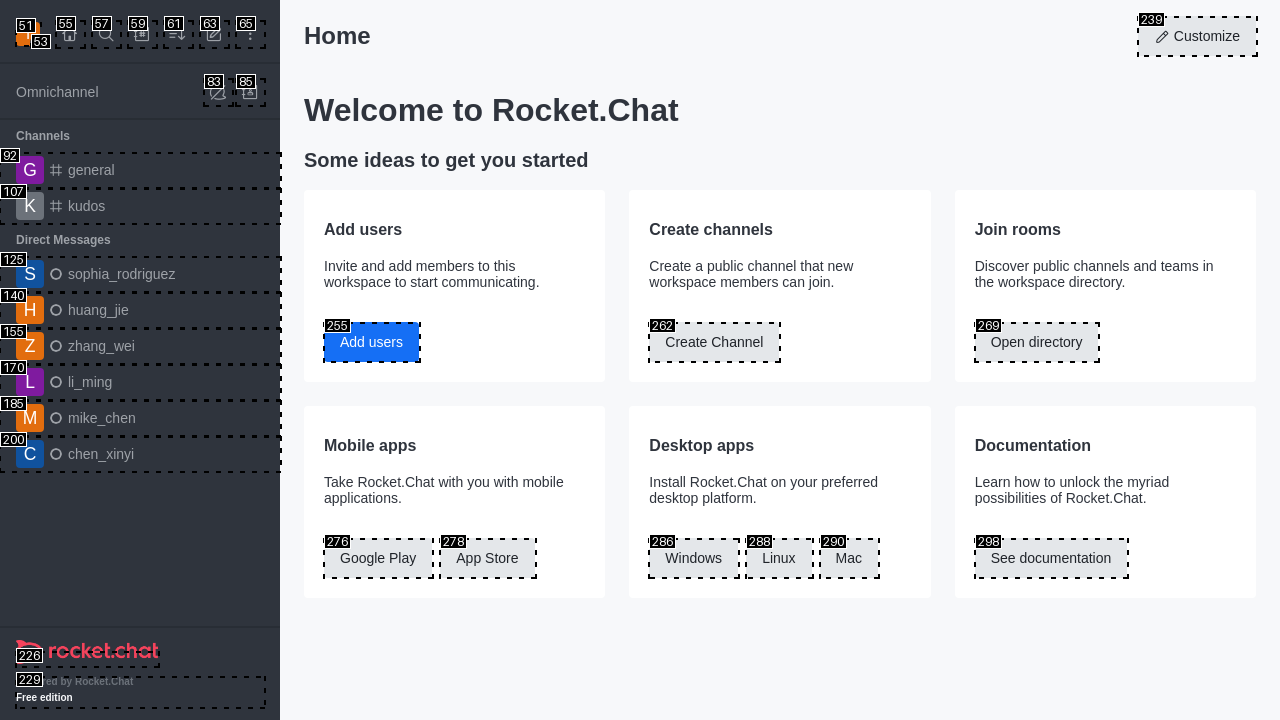 51
53
55
57
59
61
63
65
Omnichannel
83
85
Channels
92
G
general
107
K
kudos
Direct Messages
125
S
sophia_rodriguez
140
H
huang_jie
155
Z
zhang_wei
170
L
li_ming
185
M
mike_chen
200
C
chen_xinyi
226
rocket.chat
229
red by Rocket.Chat
Free edition
Home
239
Customize
Welcome to Rocket.Chat
Some ideas to get you started
Add users
Invite and add members to this
workspace to start communicating.
255
Add users
Create channels
Create a public channel that new
workspace members can join.
262
Create Channel
Join rooms
Discover public channels and teams in
the workspace directory.
269
Open directory
Mobile apps
Take Rocket.Chat with you with mobile
applications.
276
Google Play
278
App Store
Desktop apps
Install Rocket.Chat on your preferred
desktop platform.
286
Windows
288
Linux
290
Mac
Documentation
Learn how to unlock the myriad
possibilities of Rocket.Chat.
298
See documentation